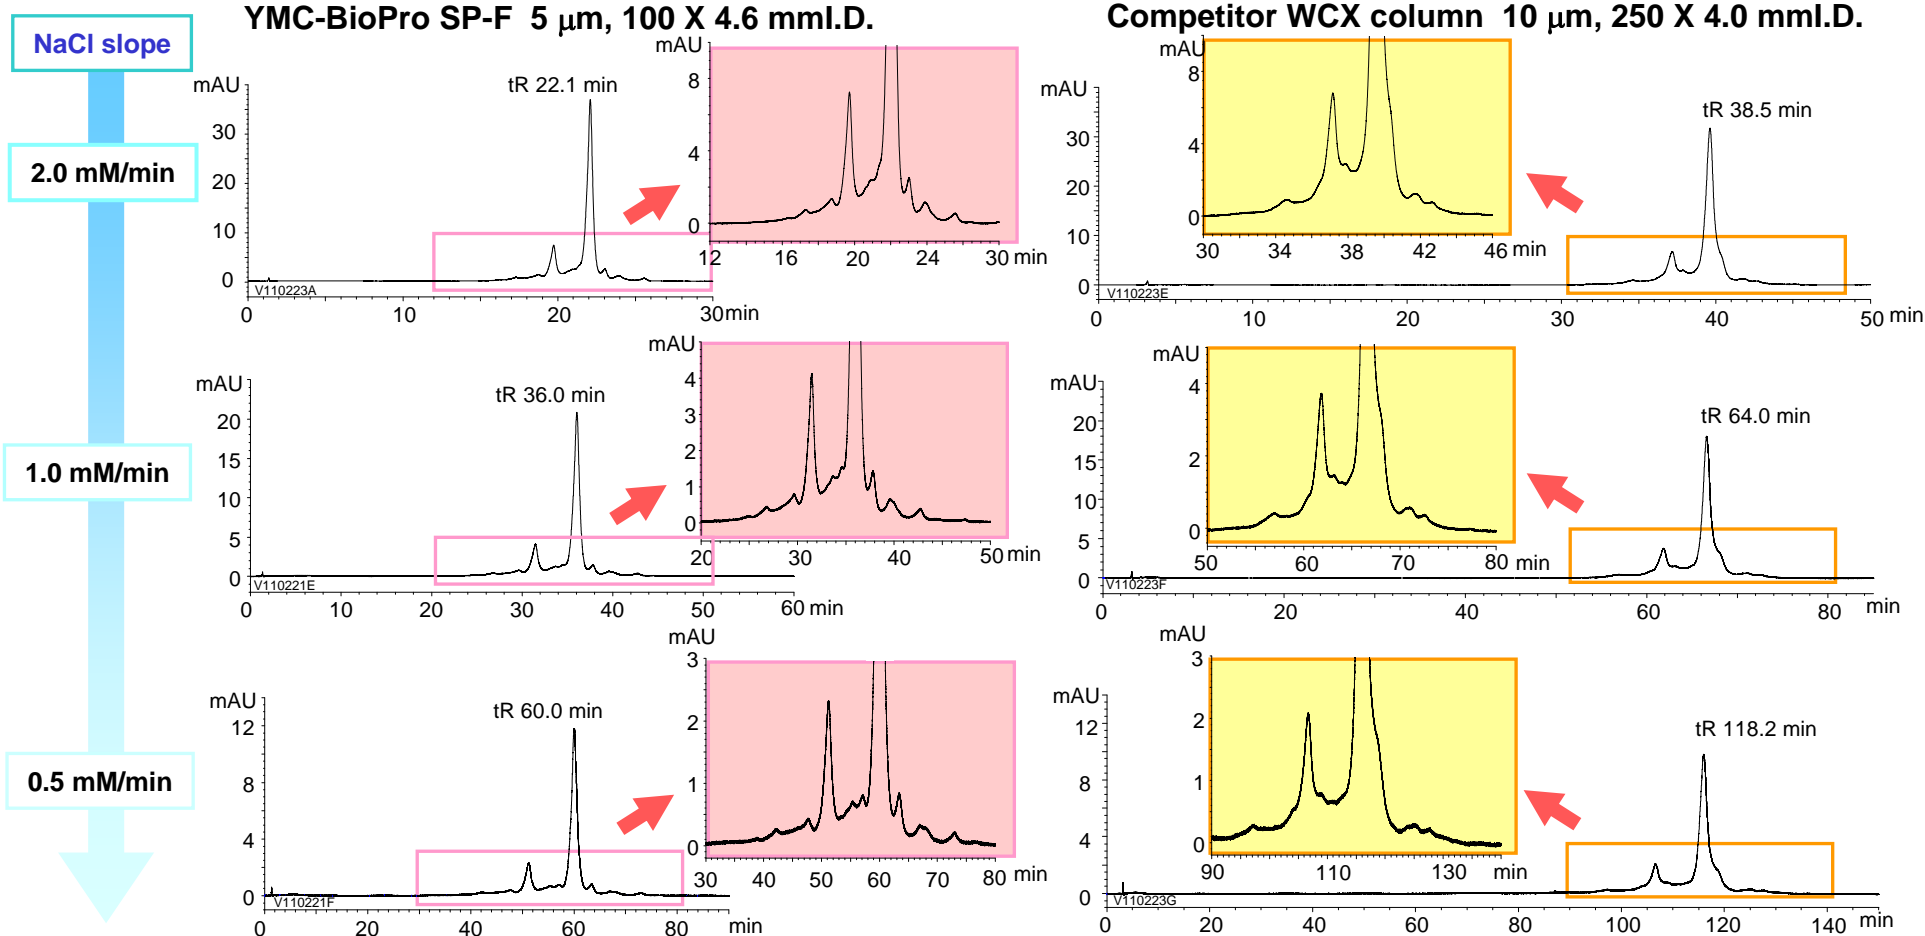 YMC-BioPro SP-F 5 μm, 100 X 4.6 mmI.D.
Competitor WCX column 10 μm, 250 X 4.0 mmI.D.
NaCl slope
2.0 mM/min
1.0 mM/min
0.5 mM/min
mAU
30
20
10
0
tR 22.1 min
V110223A
0 10 20 30 min
mAU
8
4
0
12 16 20 24 30 min
mAU
8
4
0
30 34 38 42 46 min
mAU
30
20
10
0
tR 38.5 min
V110223E
0 10 20 30 40 50 min
mAU
20
15
10
5
0
tR 36.0 min
V110221E
0 10 20 30 40 50 60 min
mAU
4
3
2
1
0
20 30 40 50 min
mAU
4
2
0
50 60 70 80 min
mAU
20
15
10
5
0
tR 64.0 min
V110223F
0 20 40 60 80 min
mAU
12
8
4
0
tR 60.0 min
V110221F
0 20 40 60 80 min
mAU
3
2
1
0
30 40 50 60 70 80 min
mAU
3
2
1
0
90 110 130 min
mAU
12
8
4
0
tR 118.2 min
V110223G
0 20 40 60 80 100 120 140 min